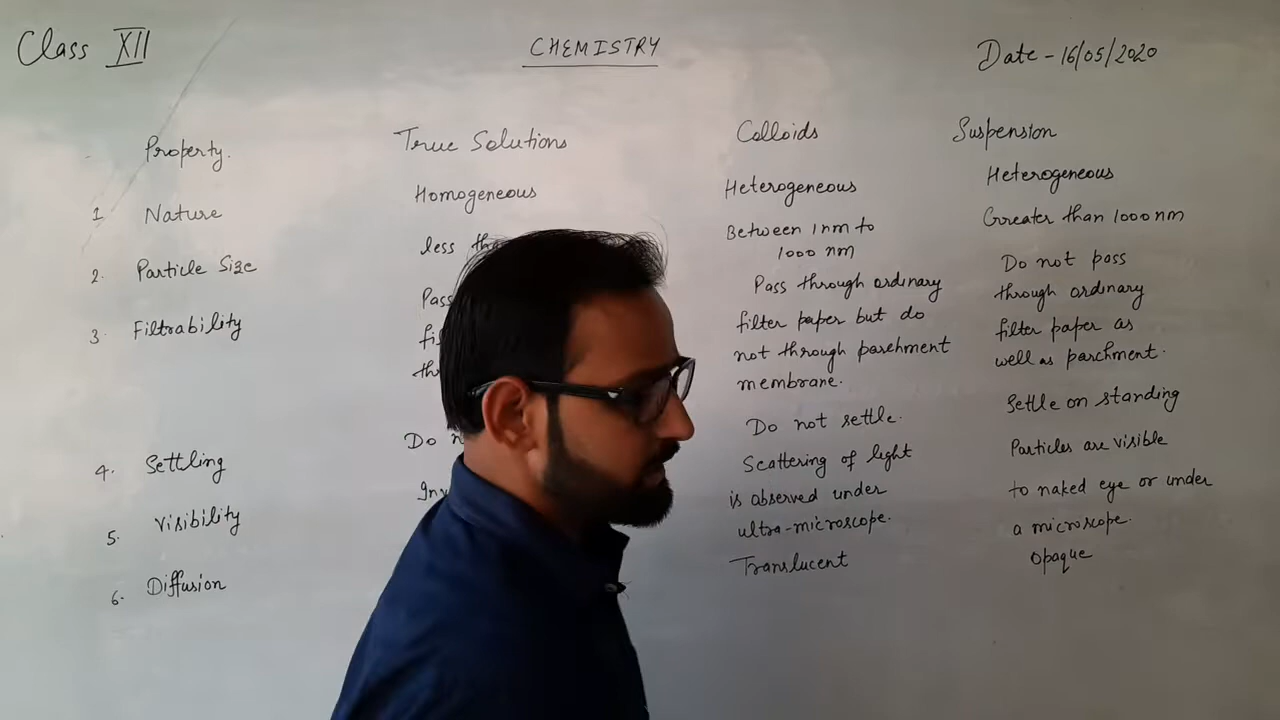 Class XII
CHEMISTRY
Date - 16/05/2020
Property.
True Solutions
Colloids
Suspension
1 Nature
Homogeneous
Heterogeneous
Heterogeneous
2. Particle Size
less
Between 1nm to
1000 nm
Greater than 1000 nm
3. Filtrability
Pass through ordinary
filter paper but do
not through parchment
membrane.
Do not pass
through ordinary
filter paper as
well as parchment.
4. Settling
Do
Do not settle.
Settle on standing
5. Visibility
Scattering of light
is observed under
ultra-microscope.
Particles are visible
to naked eye or under
a microscope.
6. Diffusion
Translucent
Opaque